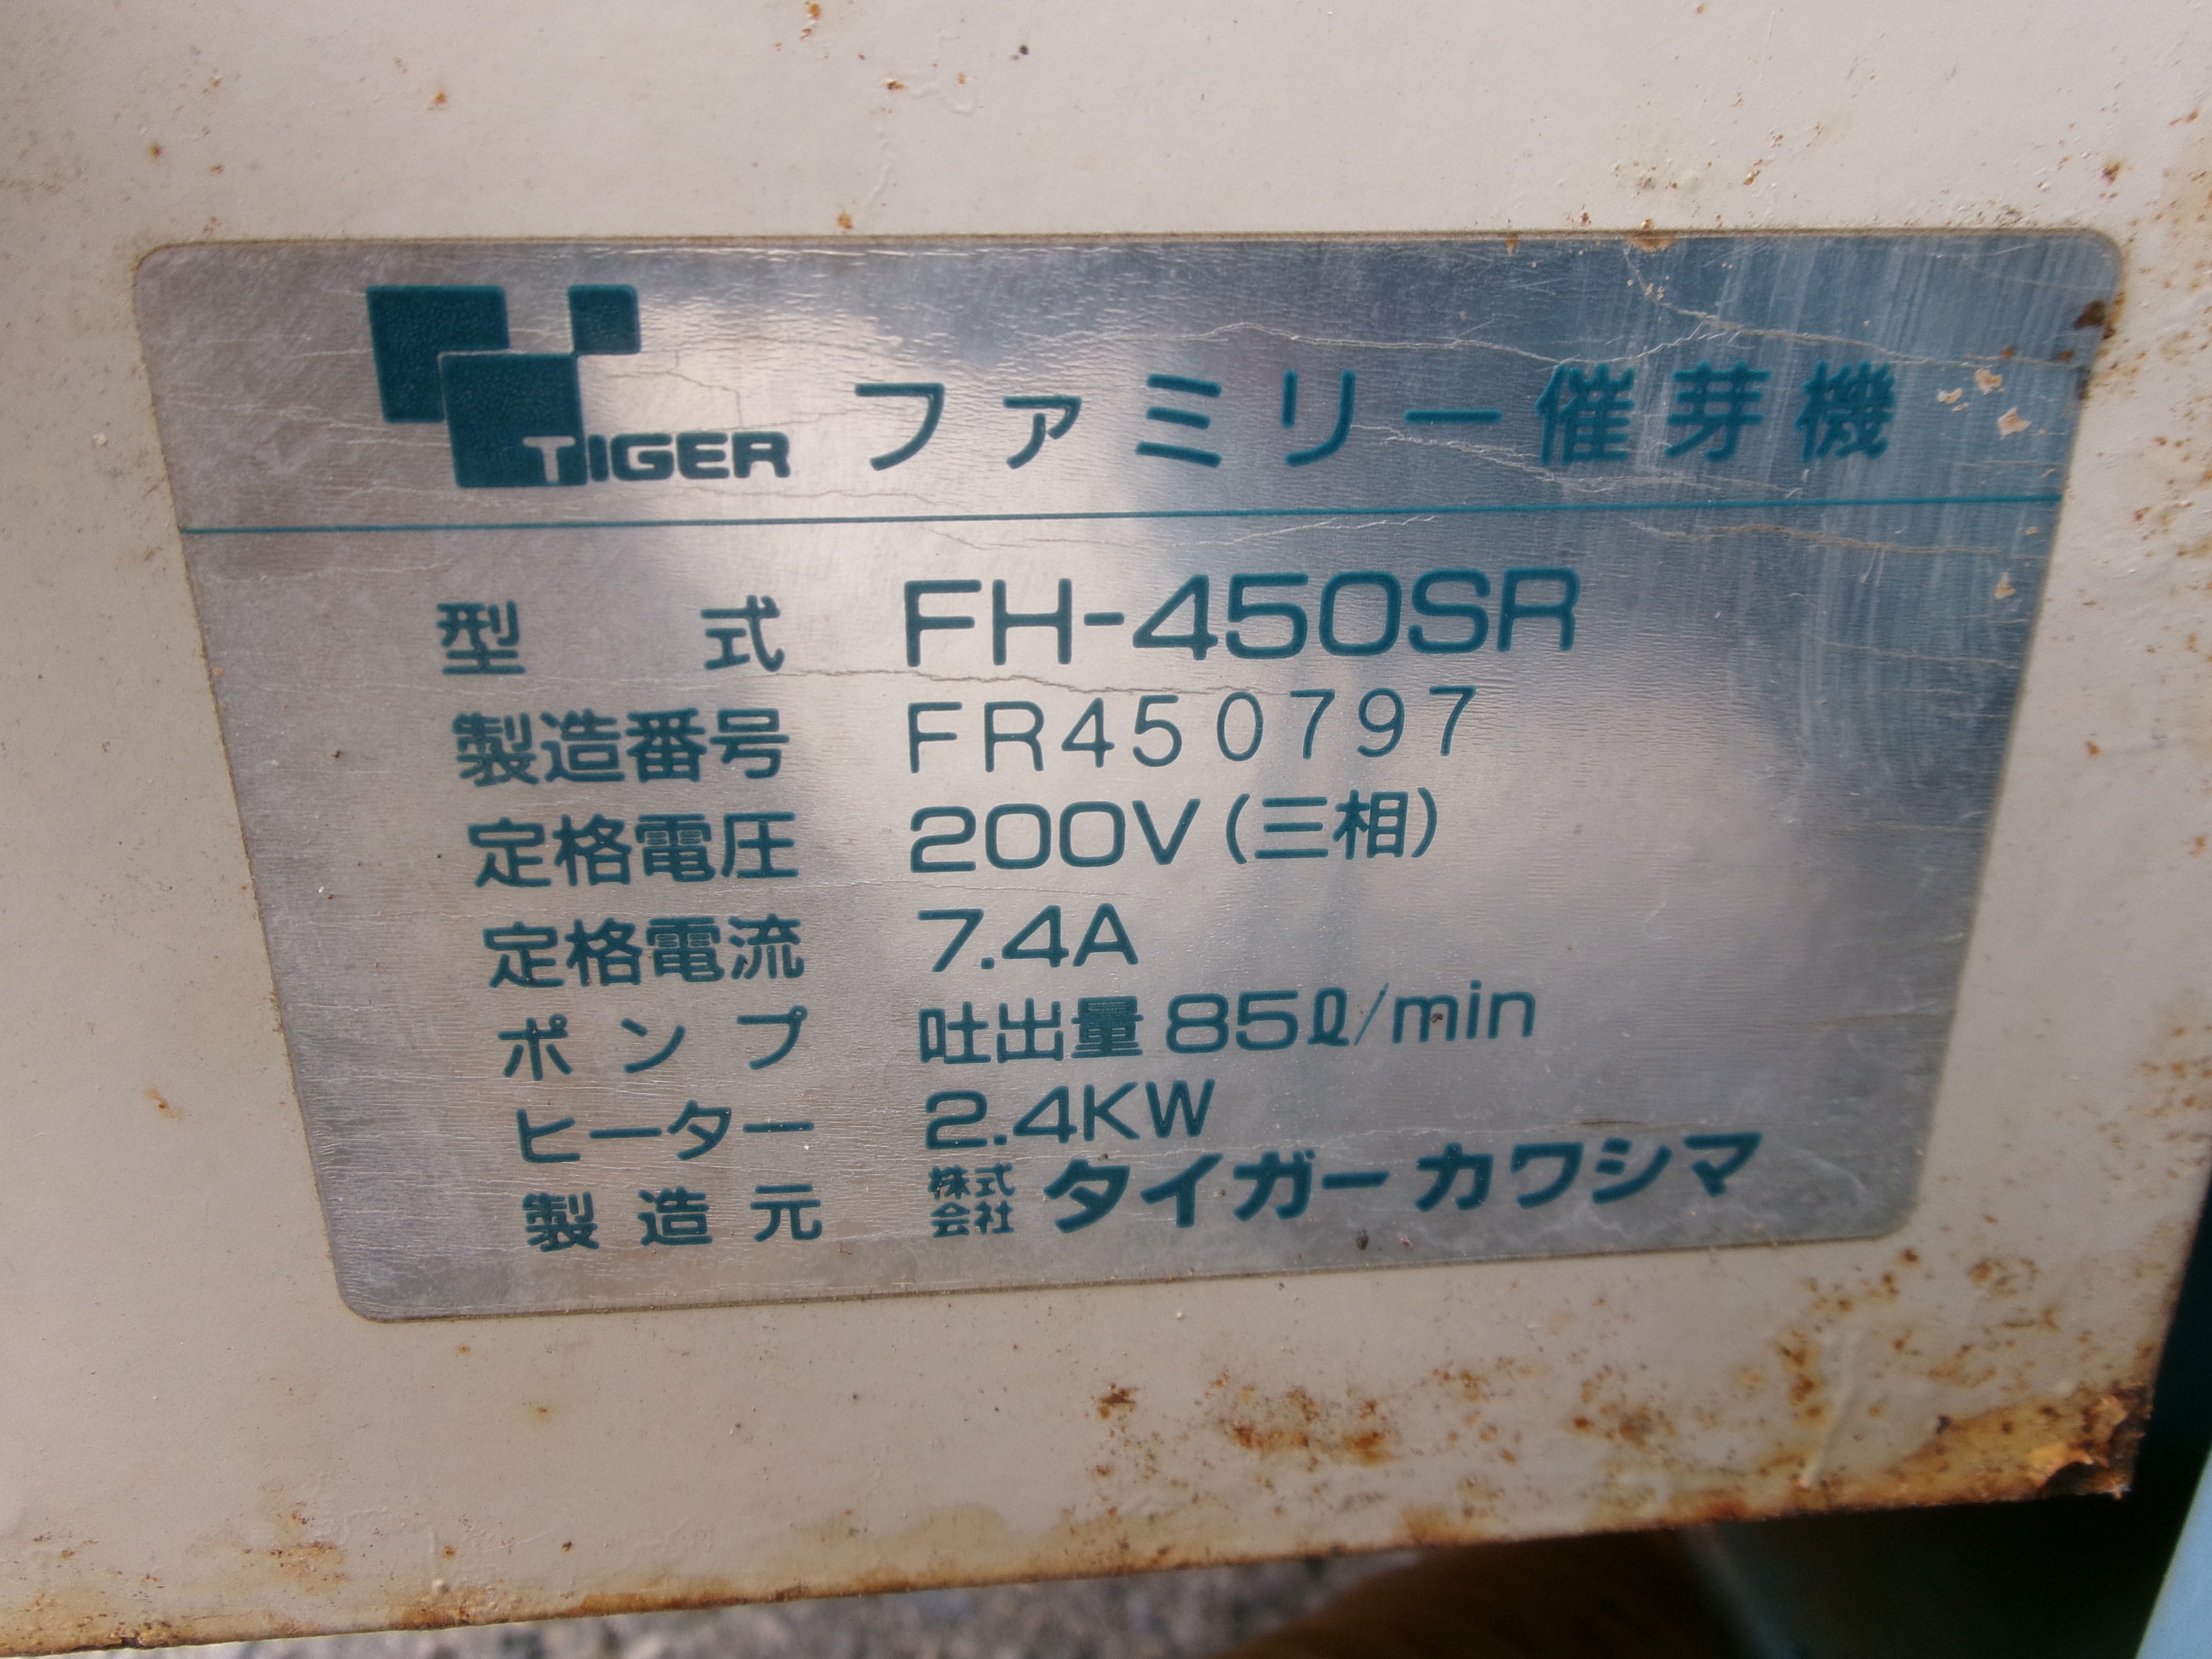 TIGER ファミリー催芽機
型式 FH-450SR
製造番号 FR450797
定格電圧 200V(三相)
定格電流 7.4A
ポンプ 吐出量85ℓ/min
ヒーター 2.4KW
製造元 株式会社 タイガーカワシマ